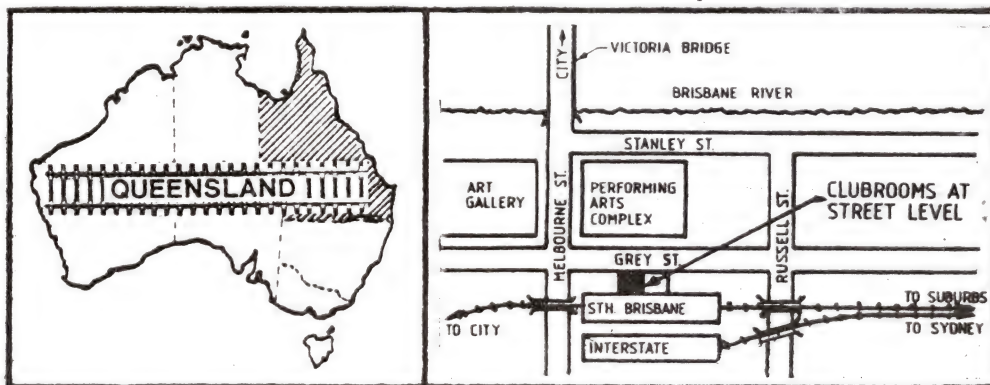 QUEENSLAND
CITY
VICTORIA BRIDGE
BRISBANE RIVER
STANLEY ST.
ART
GALLERY
MELBOURNE ST.
PERFORMING
ARTS
COMPLEX
RUSSELL ST.
CLUBROOMS AT
STREET LEVEL
GREY ST.
TO CITY
STH. BRISBANE
INTERSTATE
TO SUBURBS
TO SYDNEY